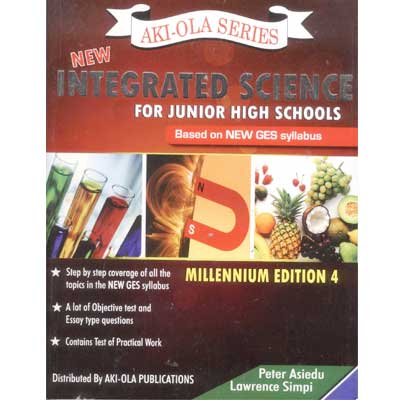 AKI-OLA SERIES
NEW
INTEGRATED SCIENCE
FOR JUNIOR HIGH SCHOOLS
Based on NEW GES syllabus
N
S
MILLENNIUM EDITION 4
Step by step coverage of all the
topics in the NEW GES syllabus
A lot of Objective test and
Essay type questions
Contains Test of Practical Work
Distributed By AKI-OLA PUBLICATIONS
Peter Asiedu
Lawrence Simpi